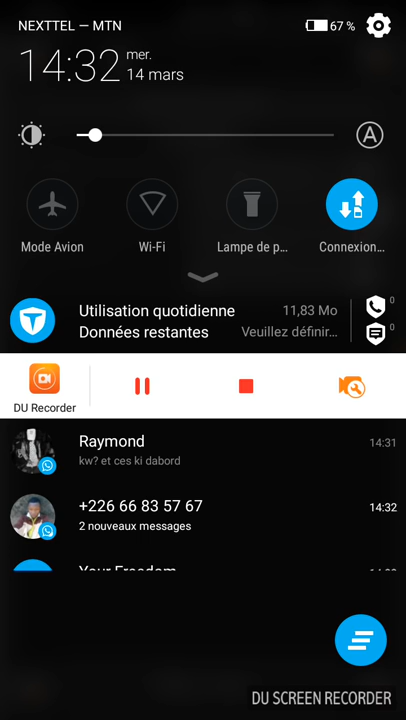 NEXTTEL — MTN
67 %
14:32
mer.
14 mars
A
Mode Avion
Wi-Fi
Lampe de p...
Connexion...
Utilisation quotidienne 11,83 Mo
0
Données restantes Veuillez définir...
0
DU Recorder
Raymond 14:31
kw? et ces ki dabord
+226 66 83 57 67 14:32
2 nouveaux messages
Your Freedom
DU SCREEN RECORDER